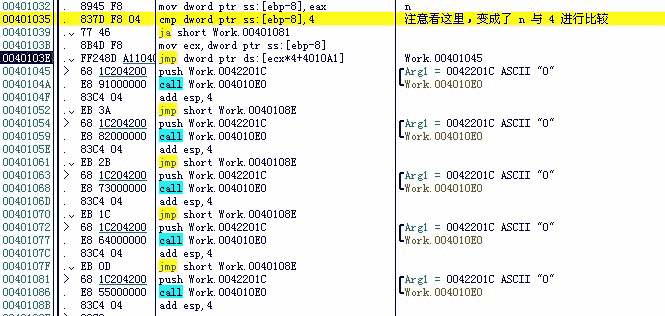 00401032 . 8945 F8 mov dword ptr ss:[ebp-8],eax n
00401035 . 837D F8 04 cmp dword ptr ss:[ebp-8],4 注意看这里，变成了 n 与 4 进行比较
00401039 . 77 46 ja short Work.00401081
0040103B . 8B4D F8 mov ecx,dword ptr ss:[ebp-8]
0040103E . FF248D A11040 jmp dword ptr ds:[ecx*4+4010A1] Work.00401045
00401045 > 68 1C204200 push Work.0042201C Arg1 = 0042201C ASCII "0"
0040104A . E8 91000000 call Work.004010E0 Work.004010E0
0040104F . 83C4 04 add esp,4
00401052 . EB 3A jmp short Work.0040108E
00401054 > 68 1C204200 push Work.0042201C Arg1 = 0042201C ASCII "0"
00401059 . E8 82000000 call Work.004010E0 Work.004010E0
0040105E . 83C4 04 add esp,4
00401061 . EB 2B jmp short Work.0040108E
00401063 > 68 1C204200 push Work.0042201C Arg1 = 0042201C ASCII "0"
00401068 . E8 73000000 call Work.004010E0 Work.004010E0
0040106D . 83C4 04 add esp,4
00401070 . EB 1C jmp short Work.0040108E
00401072 > 68 1C204200 push Work.0042201C Arg1 = 0042201C ASCII "0"
00401077 . E8 64000000 call Work.004010E0 Work.004010E0
0040107C . 83C4 04 add esp,4
0040107F . EB 0D jmp short Work.0040108E
00401081 > 68 1C204200 push Work.0042201C Arg1 = 0042201C ASCII "0"
00401086 . E8 55000000 call Work.004010E0 Work.004010E0
0040108B . 83C4 04 add esp,4